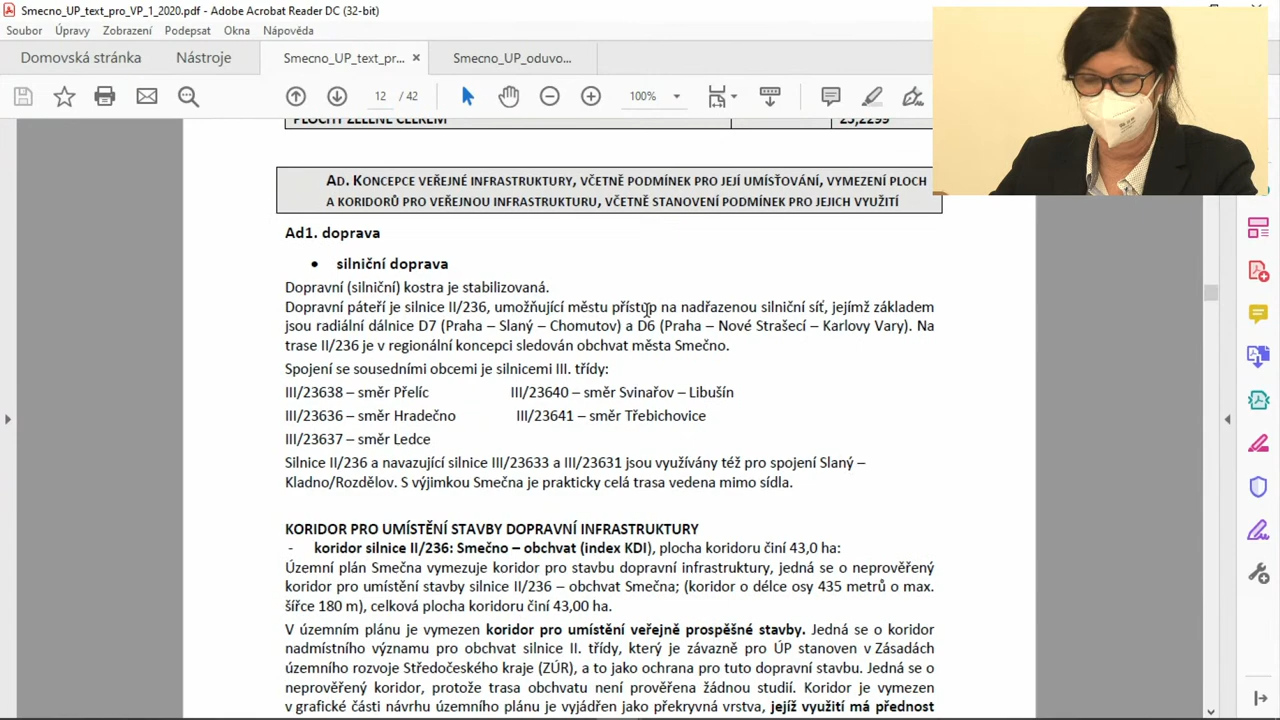 Smecno_UP_text_pro_VP_1_2020.pdf - Adobe Acrobat Reader DC (32-bit)
Soubor Úpravy Zobrazení Podepsat Okna Nápověda
Domovská stránka Nástroje Smecno_UP_text_pr... × Smecno_UP_oduvo...
12 / 42 100%
PLOCHY ZELENĚ CELKEM 25,2299
AD. KONCEPCE VEŘEJNÉ INFRASTRUKTURY, VČETNĚ PODMÍNEK PRO JEJÍ UMÍSŤOVÁNÍ, VYMEZENÍ PLOCH
A KORIDORŮ PRO VEŘEJNOU INFRASTRUKTURU, VČETNĚ STANOVENÍ PODMÍNEK PRO JEJICH VYUŽITÍ
Ad1. doprava
• silniční doprava
Dopravní (silniční) kostra je stabilizovaná.
Dopravní páteří je silnice II/236, umožňující městu přístup na nadřazenou silniční síť, jejímž základem
jsou radiální dálnice D7 (Praha – Slaný – Chomutov) a D6 (Praha – Nové Strašecí – Karlovy Vary). Na
trase II/236 je v regionální koncepci sledován obchvat města Smečno.
Spojení se sousedními obcemi je silnicemi III. třídy:
III/23638 – směr Přelíc III/23640 – směr Svinařov – Libušín
III/23636 – směr Hradečno III/23641 – směr Třebichovice
III/23637 – směr Ledce
Silnice II/236 a navazující silnice III/23633 a III/23631 jsou využívány též pro spojení Slaný –
Kladno/Rozdělov. S výjimkou Smečna je prakticky celá trasa vedena mimo sídla.
KORIDOR PRO UMÍSTĚNÍ STAVBY DOPRAVNÍ INFRASTRUKTURY
- koridor silnice II/236: Smečno – obchvat (index KDI), plocha koridoru činí 43,0 ha:
Územní plán Smečna vymezuje koridor pro stavbu dopravní infrastruktury, jedná se o neprověřený
koridor pro umístění stavby silnice II/236 – obchvat Smečna; (koridor o délce osy 435 metrů o max.
šířce 180 m), celková plocha koridoru činí 43,00 ha.
V územním plánu je vymezen koridor pro umístění veřejně prospěšné stavby. Jedná se o koridor
nadmístního významu pro obchvat silnice II. třídy, který je závazně pro ÚP stanoven v Zásadách
územního rozvoje Středočeského kraje (ZÚR), a to jako ochrana pro tuto dopravní stavbu. Jedná se o
neprověřený koridor, protože trasa obchvatu není prověřena žádnou studií. Koridor je vymezen
v grafické části návrhu územního plánu je vyjádřen jako překryvná vrstva, jejíž využití má přednost